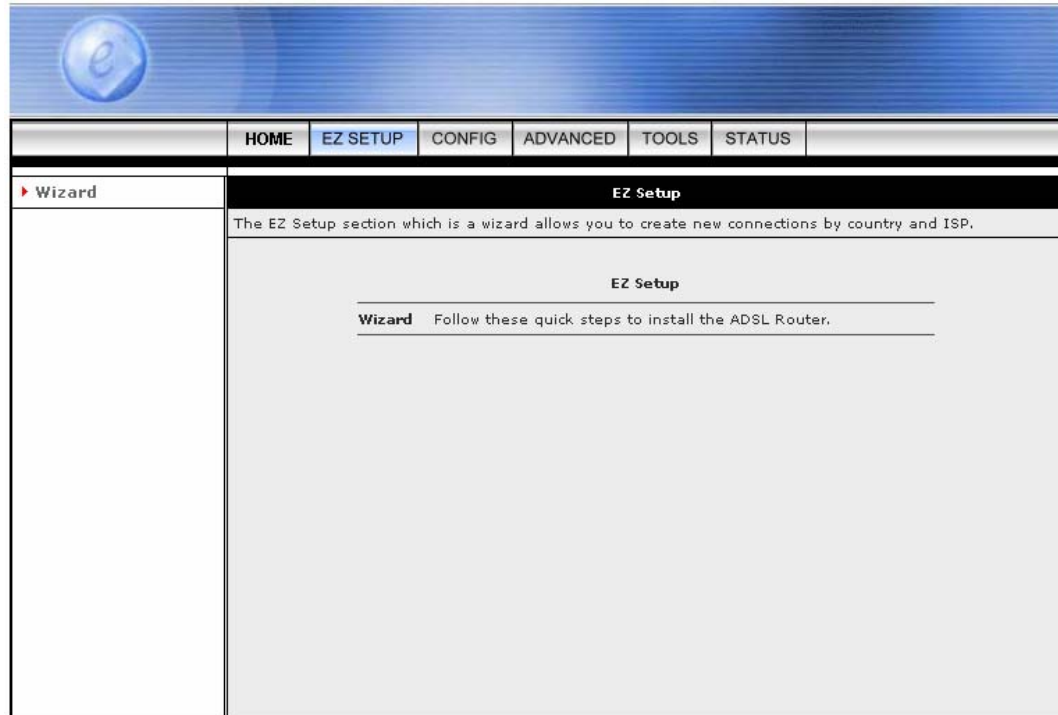 e
HOME EZ SETUP CONFIG ADVANCED TOOLS STATUS
Wizard
EZ Setup
The EZ Setup section which is a wizard allows you to create new connections by country and ISP.
EZ Setup
Wizard Follow these quick steps to install the ADSL Router.